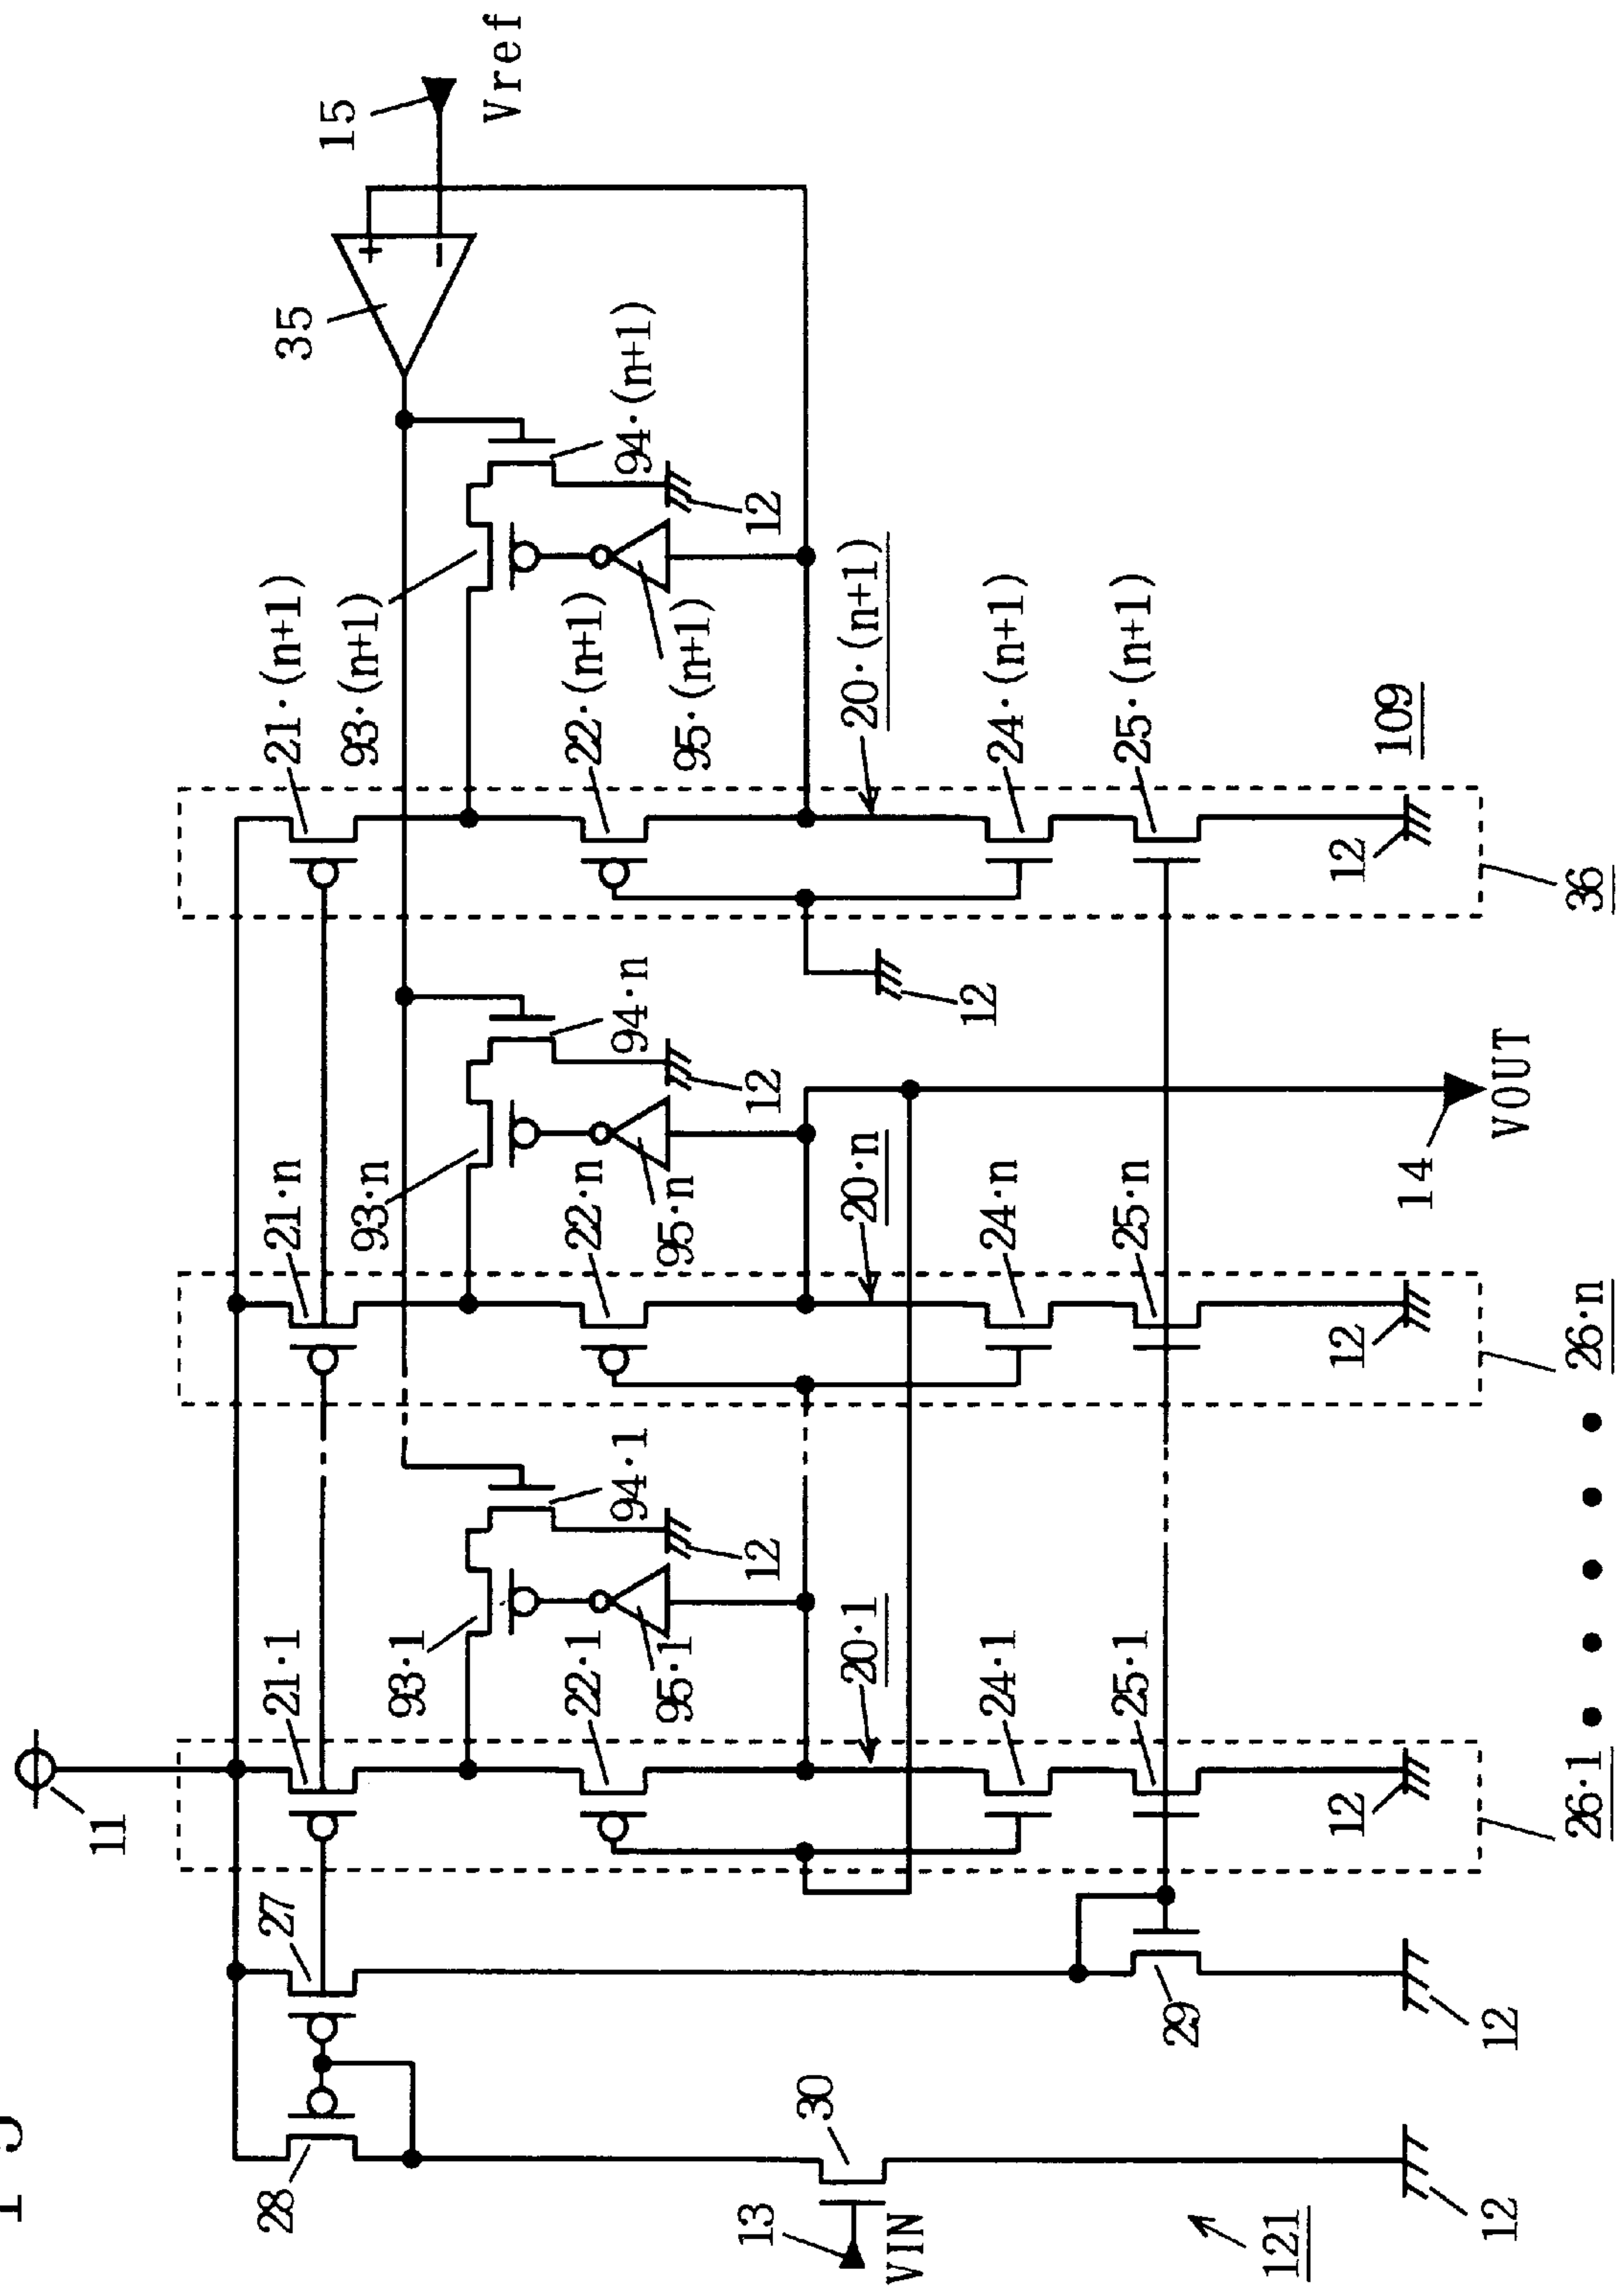 11
15
Vref
35
28
27
21·1
21·n
21·(n+1)
93·1
93·n
93·(n+1)
+
−
94·1
94·n
94·(n+1)
22·1
22·n
22·(n+1)
95·1
95·n
95·(n+1)
12
12
12
13
VIN
30
20·1
20·n
20·(n+1)
12
24·1
24·n
24·(n+1)
29
25·1
25·n
25·(n+1)
121
12
12
12
12
12
14
VOUT
109
26·1
26·n
36